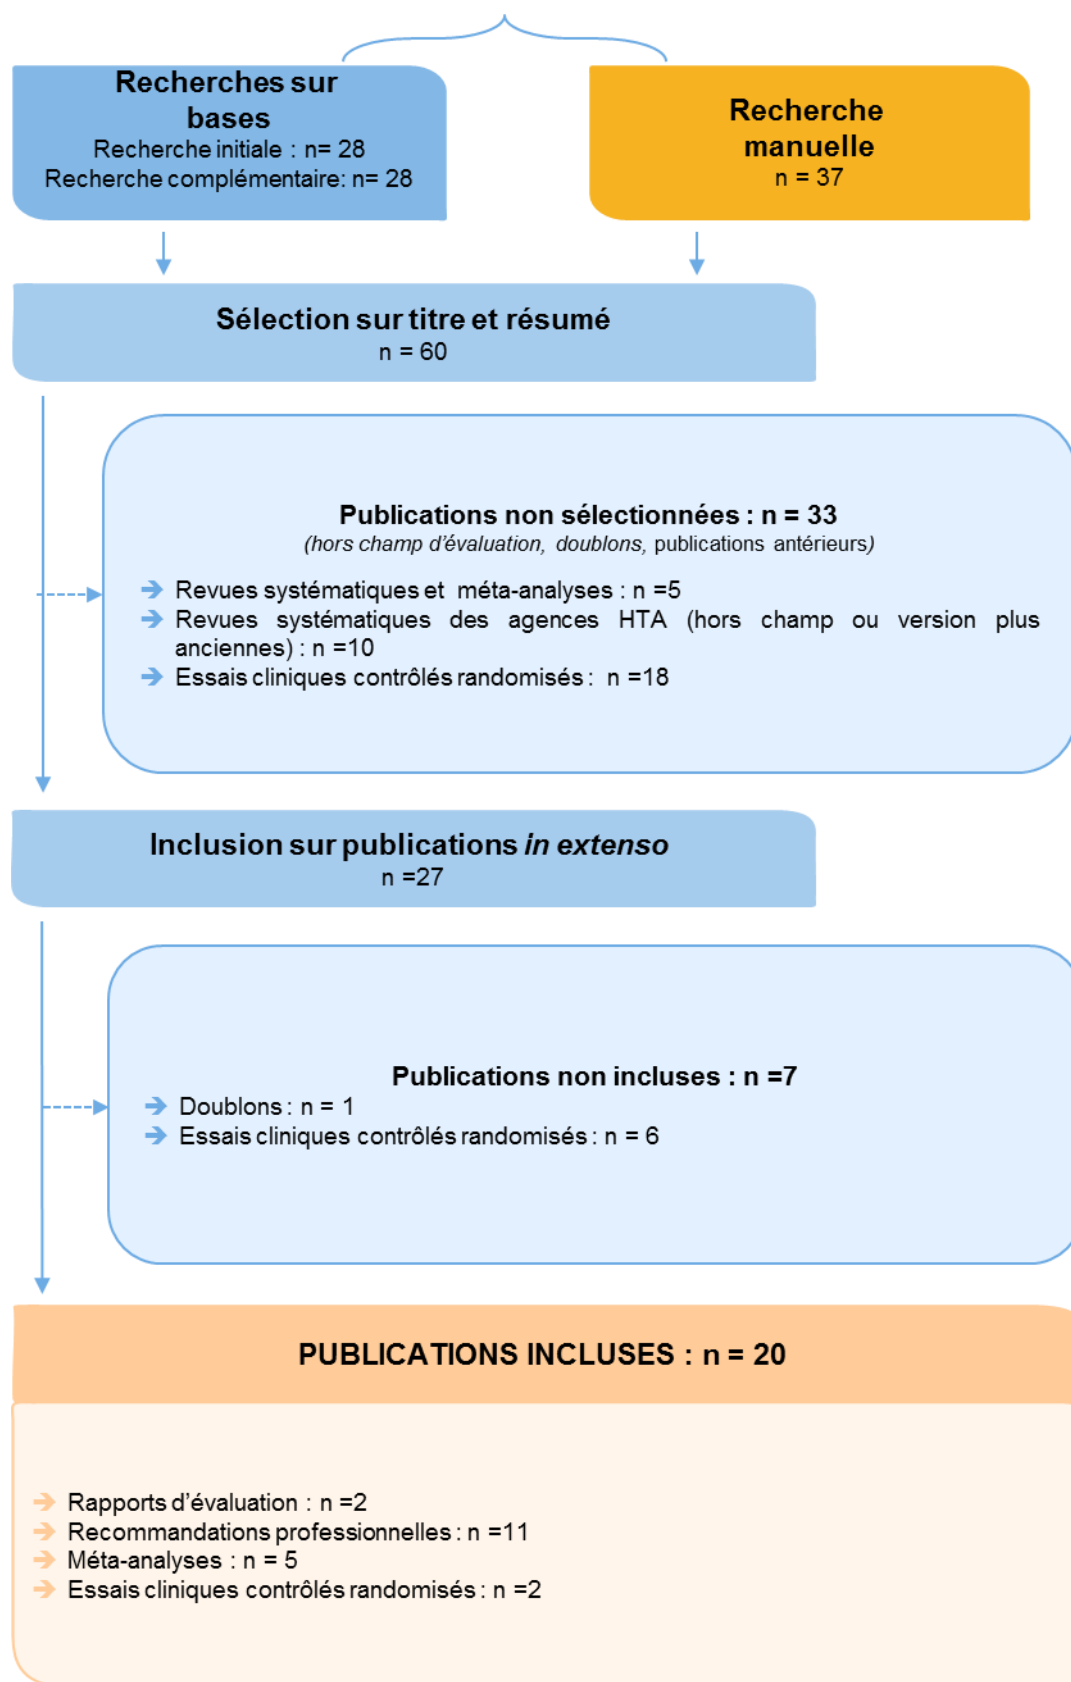 Recherches sur
bases
Recherche initiale : n= 28
Recherche complémentaire: n= 28
Recherche
manuelle
n = 37
Sélection sur titre et résumé
n = 60
Publications non sélectionnées : n = 33
(hors champ d'évaluation, doublons, publications antérieurs)
➔ Revues systématiques et méta-analyses : n =5
➔ Revues systématiques des agences HTA (hors champ ou version plus
anciennes) : n =10
➔ Essais cliniques contrôlés randomisés : n =18
Inclusion sur publications in extenso
n =27
Publications non incluses : n =7
➔ Doublons : n = 1
➔ Essais cliniques contrôlés randomisés : n = 6
PUBLICATIONS INCLUSES : n = 20
➔ Rapports d'évaluation : n =2
➔ Recommandations professionnelles : n =11
➔ Méta-analyses : n = 5
➔ Essais cliniques contrôlés randomisés : n =2